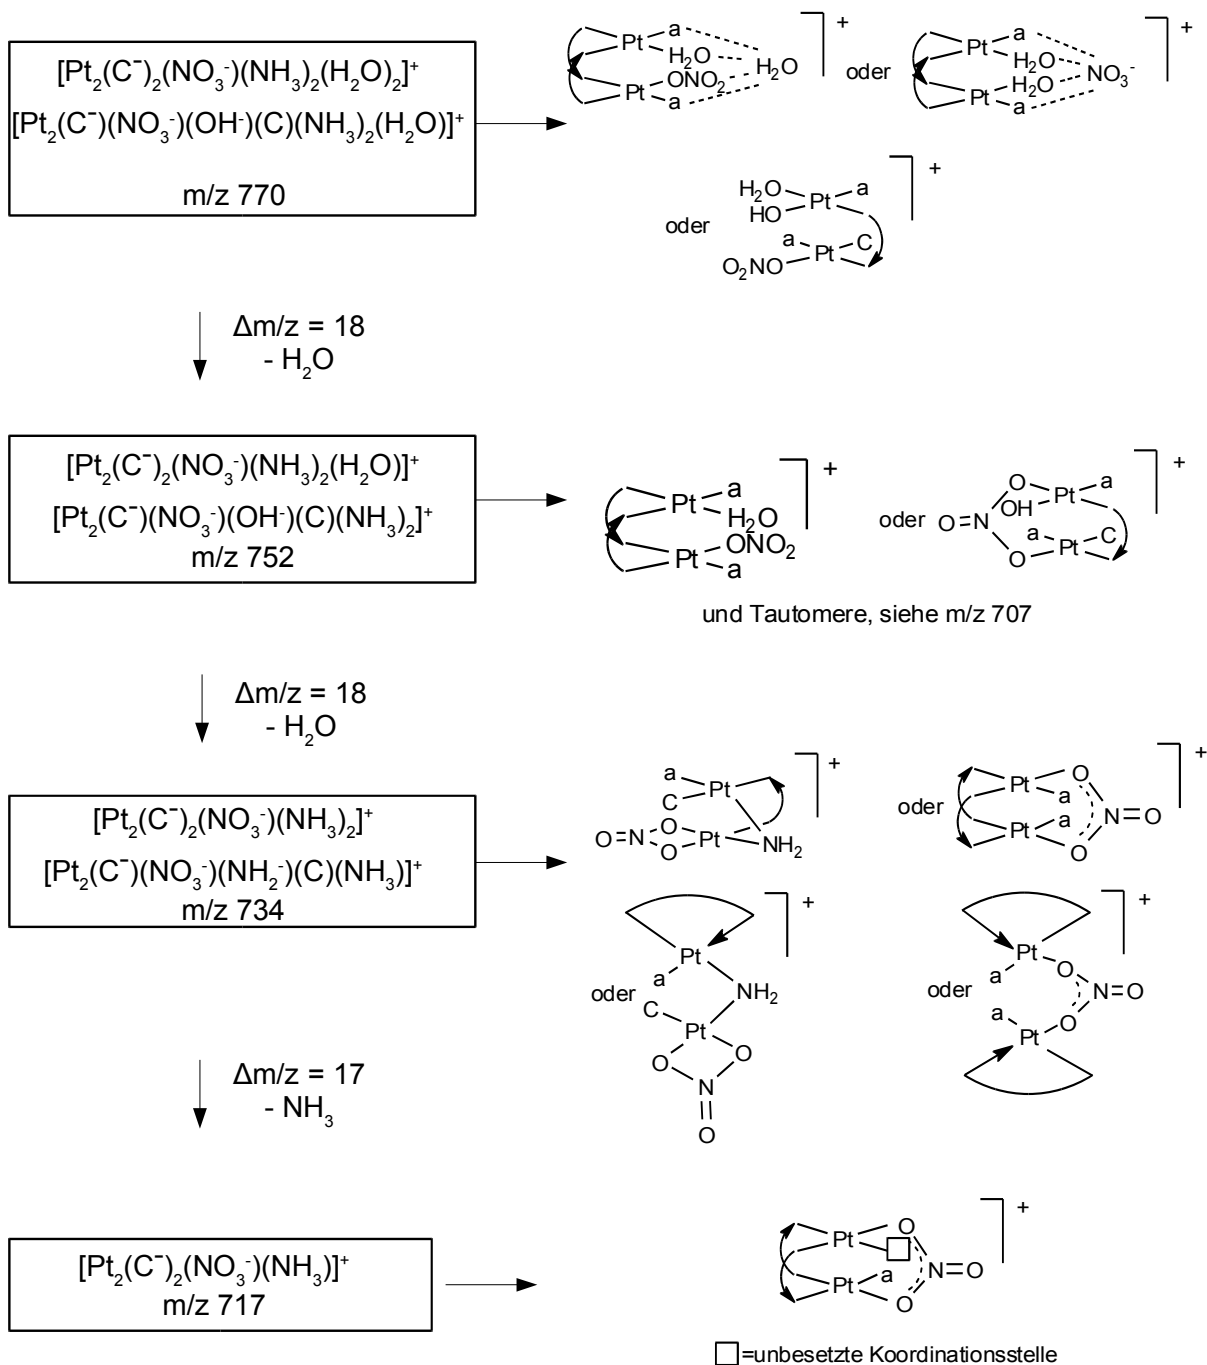 [Pt₂(C⁻)₂(NO₃⁻)(NH₃)₂(H₂O)₂]⁺
[Pt₂(C⁻)(NO₃⁻)(OH⁻)(C)(NH₃)₂(H₂O)]⁺
m/z 770
Pt
a
H₂O
ONO₂
Pt
a
H₂O
+
oder
Pt
a
H₂O
H₂O
Pt
a
NO₃⁻
+
oder
H₂O
HO
Pt
a
a
Pt
C
O₂NO
+
Δm/z = 18
- H₂O
[Pt₂(C⁻)₂(NO₃⁻)(NH₃)₂(H₂O)]⁺
[Pt₂(C⁻)(NO₃⁻)(OH⁻)(C)(NH₃)₂]⁺
m/z 752
Pt
a
H₂O
ONO₂
Pt
a
+
oder
O=N
O
OH
Pt
a
a
Pt
C
O
+
und Tautomere, siehe m/z 707
Δm/z = 18
- H₂O
[Pt₂(C⁻)₂(NO₃⁻)(NH₃)₂]⁺
[Pt₂(C⁻)(NO₃⁻)(NH₂⁻)(C)(NH₃)]⁺
m/z 734
a
Pt
C
O=N
O
O
Pt
NH₂
+
oder
Pt
O
a
a
Pt
O
N=O
+
oder
Pt
a
NH₂
C
Pt
O
O
N
O
+
oder
Pt
a
O
N=O
a
O
Pt
+
Δm/z = 17
- NH₃
[Pt₂(C⁻)₂(NO₃⁻)(NH₃)]⁺
m/z 717
Pt
O
a
Pt
O
N=O
+
=unbesetzte Koordinationsstelle